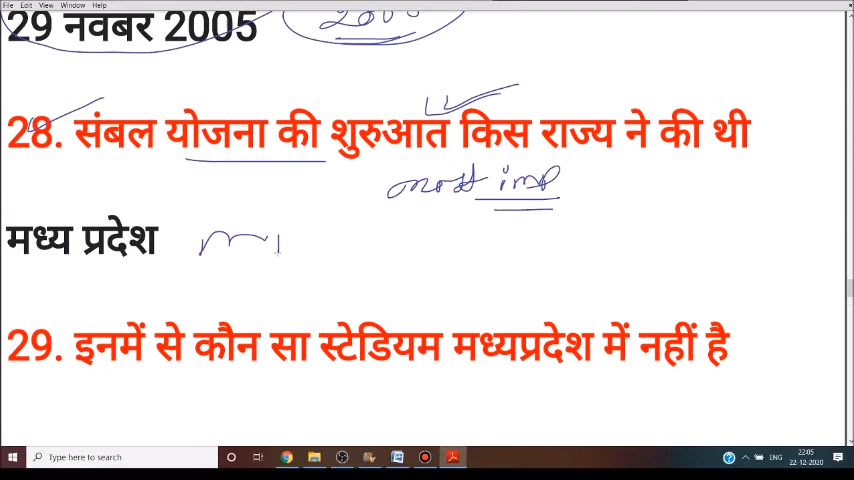 File Edit View Window Help
29 नवबर 2005
28. संबल योजना की शुरुआत किस राज्य ने की थी
most imp
मध्य प्रदेश
29. इनमें से कौन सा स्टेडियम मध्यप्रदेश में नहीं है
Type here to search
ENG
22:05
22-12-2020